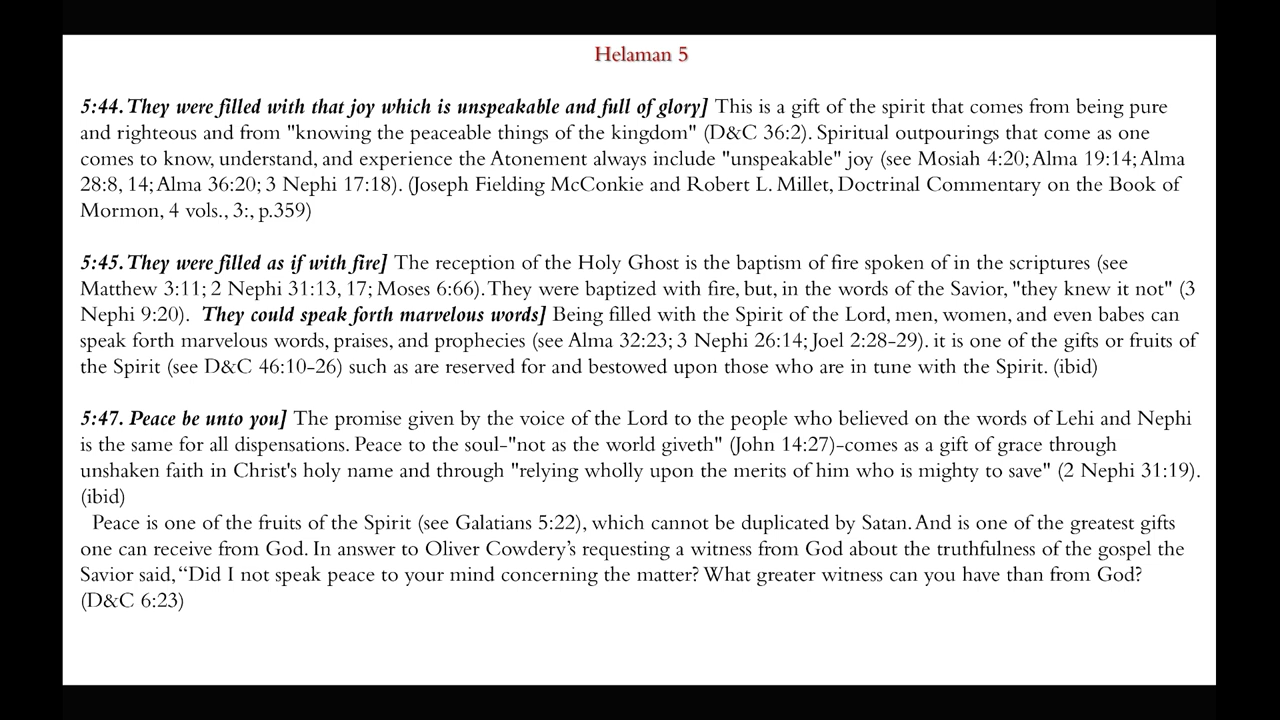 Helaman 5
5:44. They were filled with that joy which is unspeakable and full of glory] This is a gift of the spirit that comes from being pure
and righteous and from "knowing the peaceable things of the kingdom" (D&C 36:2). Spiritual outpourings that come as one
comes to know, understand, and experience the Atonement always include "unspeakable" joy (see Mosiah 4:20; Alma 19:14; Alma
28:8, 14; Alma 36:20; 3 Nephi 17:18). (Joseph Fielding McConkie and Robert L. Millet, Doctrinal Commentary on the Book of
Mormon, 4 vols., 3:, p.359)
5:45. They were filled as if with fire] The reception of the Holy Ghost is the baptism of fire spoken of in the scriptures (see
Matthew 3:11; 2 Nephi 31:13, 17; Moses 6:66). They were baptized with fire, but, in the words of the Savior, "they knew it not" (3
Nephi 9:20). They could speak forth marvelous words] Being filled with the Spirit of the Lord, men, women, and even babes can
speak forth marvelous words, praises, and prophecies (see Alma 32:23; 3 Nephi 26:14; Joel 2:28-29). it is one of the gifts or fruits of
the Spirit (see D&C 46:10-26) such as are reserved for and bestowed upon those who are in tune with the Spirit. (ibid)
5:47. Peace be unto you] The promise given by the voice of the Lord to the people who believed on the words of Lehi and Nephi
is the same for all dispensations. Peace to the soul-"not as the world giveth" (John 14:27)-comes as a gift of grace through
unshaken faith in Christ's holy name and through "relying wholly upon the merits of him who is mighty to save" (2 Nephi 31:19).
(ibid)
Peace is one of the fruits of the Spirit (see Galatians 5:22), which cannot be duplicated by Satan. And is one of the greatest gifts
one can receive from God. In answer to Oliver Cowdery’s requesting a witness from God about the truthfulness of the gospel the
Savior said, “Did I not speak peace to your mind concerning the matter? What greater witness can you have than from God?
(D&C 6:23)